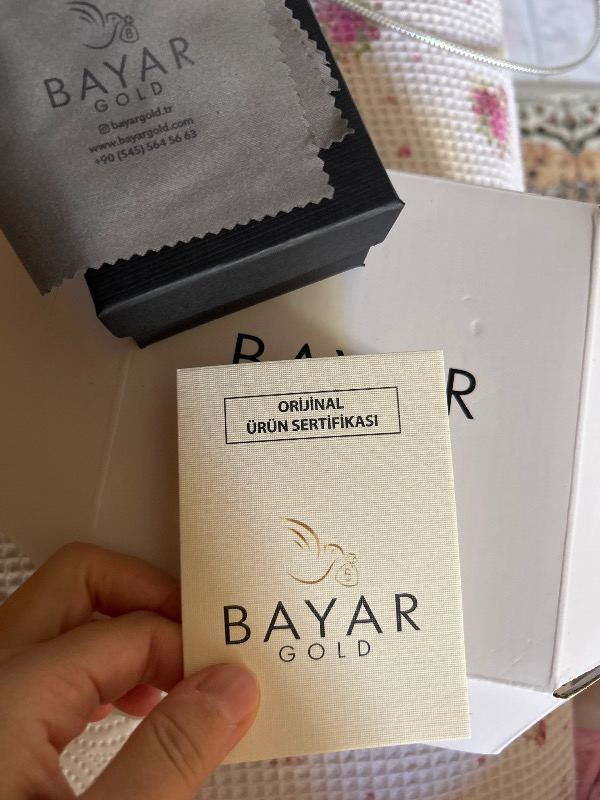 BAYAR
GOLD
bayargold.tr
www.bayargold.com
+90 (545) 564 56 63
BAYAR
ORİJİNAL
ÜRÜN SERTİFİKASI
BAYAR
GOLD